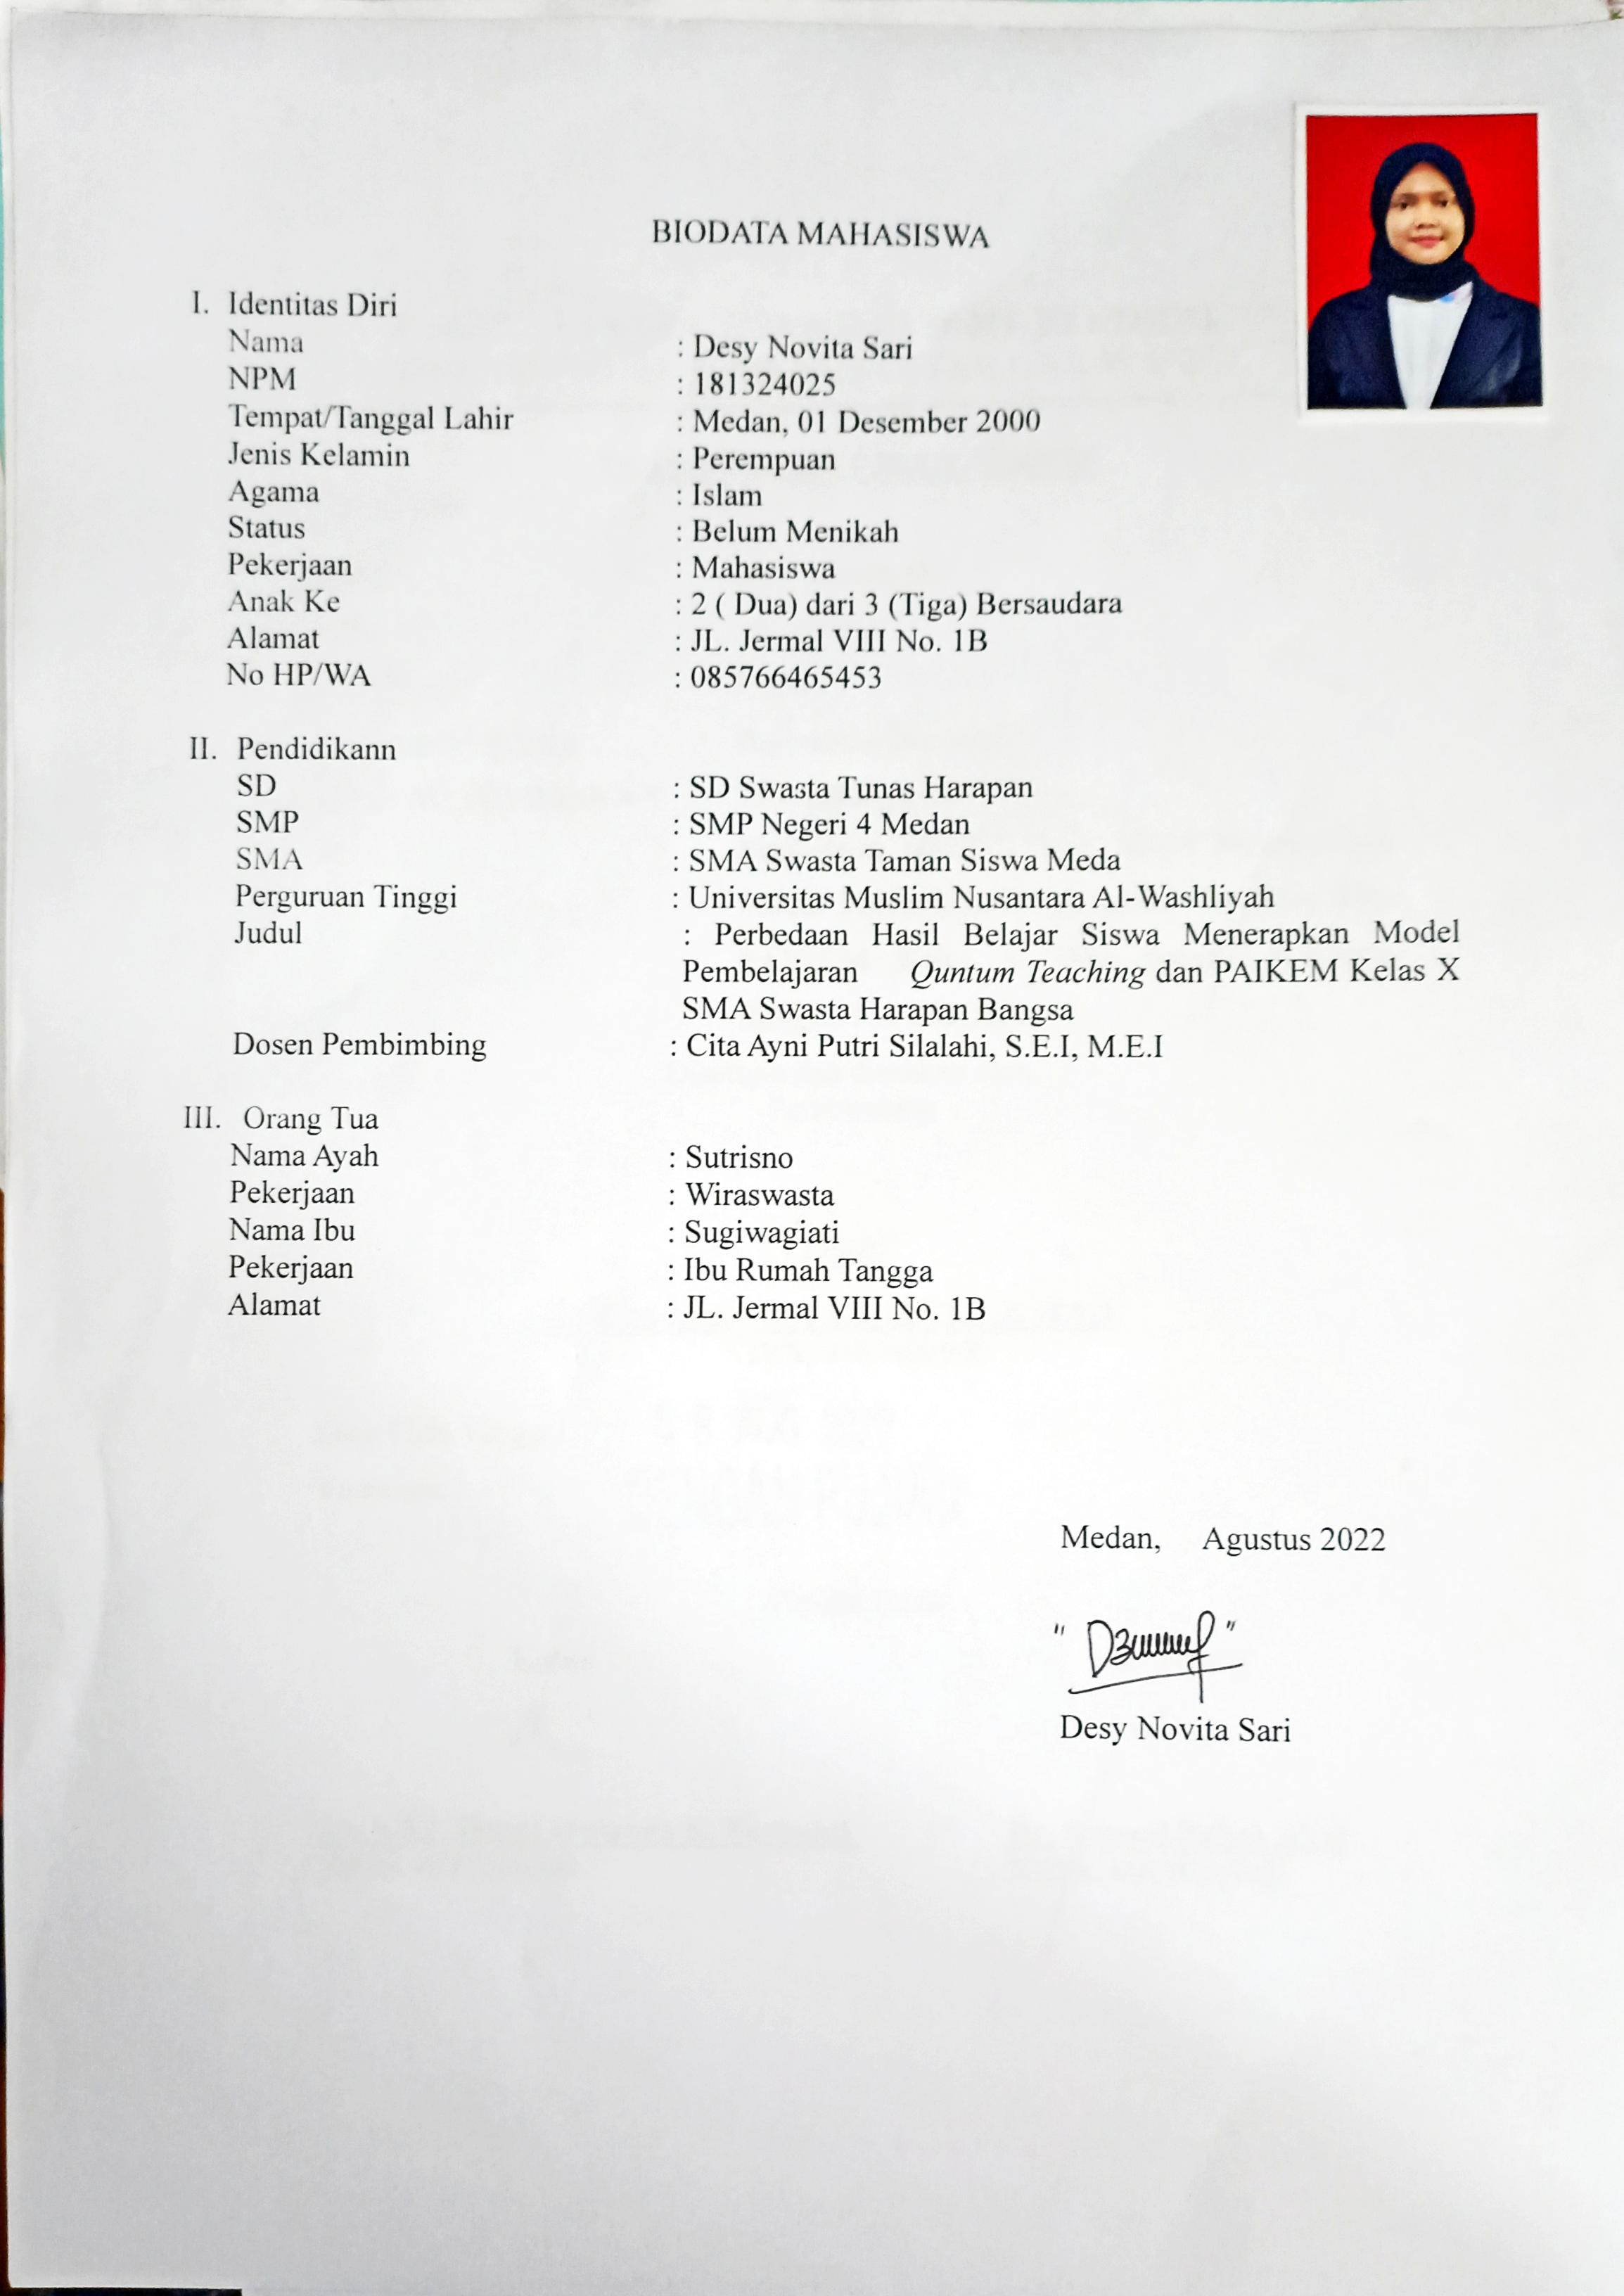 BIODATA MAHASISWA
I. Identitas Diri
Nama : Desy Novita Sari
NPM : 181324025
Tempat/Tanggal Lahir : Medan, 01 Desember 2000
Jenis Kelamin : Perempuan
Agama : Islam
Status : Belum Menikah
Pekerjaan : Mahasiswa
Anak Ke : 2 ( Dua) dari 3 (Tiga) Bersaudara
Alamat : JL. Jermal VIII No. 1B
No HP/WA : 085766465453
II. Pendidikann
SD : SD Swasta Tunas Harapan
SMP : SMP Negeri 4 Medan
SMA : SMA Swasta Taman Siswa Meda
Perguruan Tinggi : Universitas Muslim Nusantara Al-Washliyah
Judul : Perbedaan Hasil Belajar Siswa Menerapkan Model
Pembelajaran Quntum Teaching dan PAIKEM Kelas X
SMA Swasta Harapan Bangsa
Dosen Pembimbing : Cita Ayni Putri Silalahi, S.E.I, M.E.I
III. Orang Tua
Nama Ayah : Sutrisno
Pekerjaan : Wiraswasta
Nama Ibu : Sugiwagiati
Pekerjaan : Ibu Rumah Tangga
Alamat : JL. Jermal VIII No. 1B
Medan, Agustus 2022
Desy Novita Sari